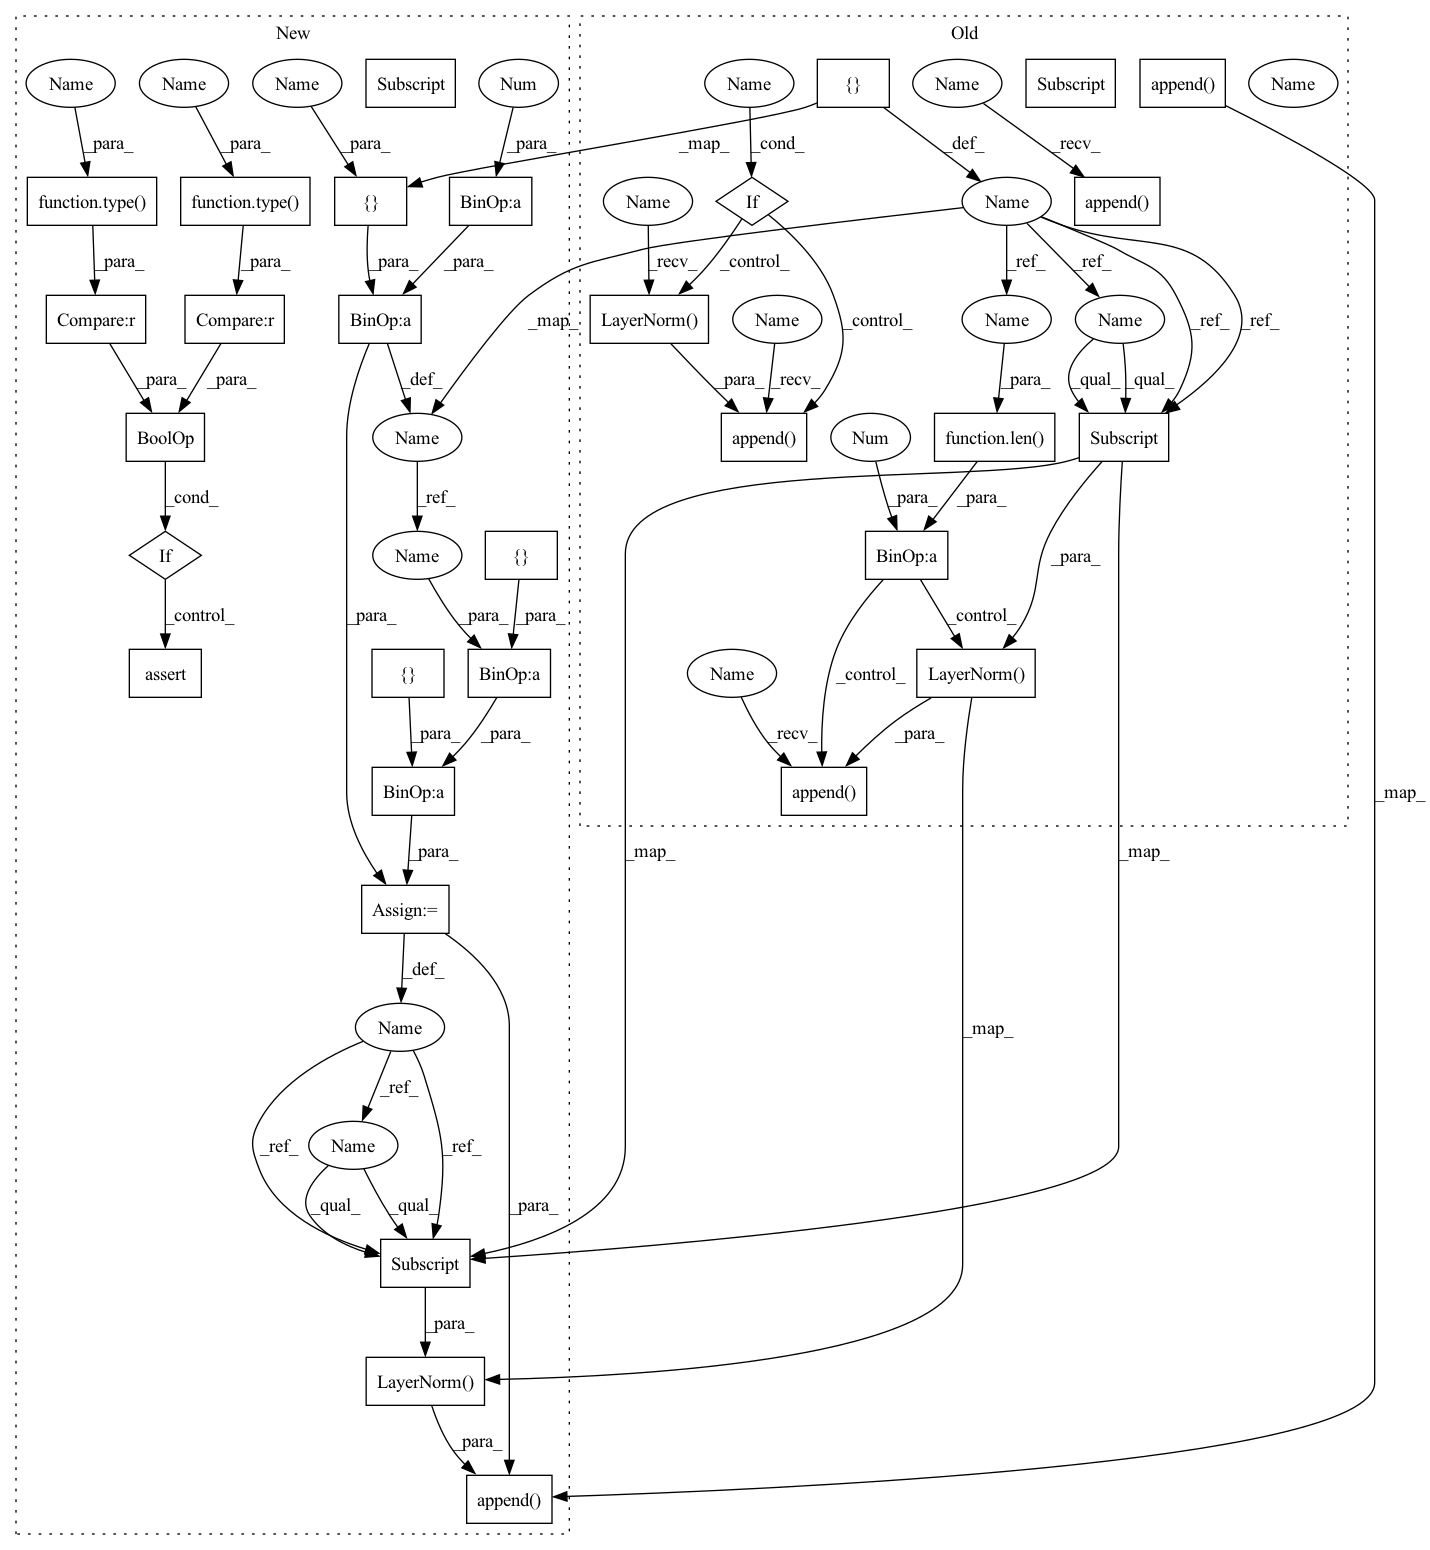 New
Old
Name
Name
Name
Subscript
Num
Name
{}
Name
Subscript
append()
Name
_para_
_para_
_para_
_para_
_map_
_cond_
_def_
_recv_
function.type()
function.type()
{}
BinOp:a
Name
If
Name
append()
_para_
_para_
_para_
_para_
_recv_
_control_
_ref_
_ref_
Compare:r
Compare:r
BinOp:a
_map_
LayerNorm()
Name
_control_
Name
Name
_ref_
_ref_
_para_
_para_
_def_
_para_
_recv_
_para_
_qual_
_qual_
BoolOp
Name
append()
Num
function.len()
Subscript
_cond_
_ref_
_para_
_para_
If
Name
{}
BinOp:a
_para_
_control_
_para_
_para_
_para_
_control_
assert
{}
BinOp:a
Name
_control_
LayerNorm()
_para_
_para_
_recv_
_para_
BinOp:a
append()
_map_
_para_
_map_
_map_
Assign:=
_def_
Name
_map_
_ref_
Name
_ref_
_ref_
_qual_
_qual_
_para_
Subscript
_para_
LayerNorm()
_para_
append()